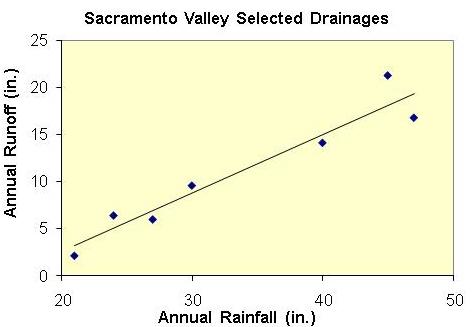 Sacramento Valley Selected Drainages
Annual Runoff (in.)
25
20
15
10
5
0
20 30 40 50
Annual Rainfall (in.)